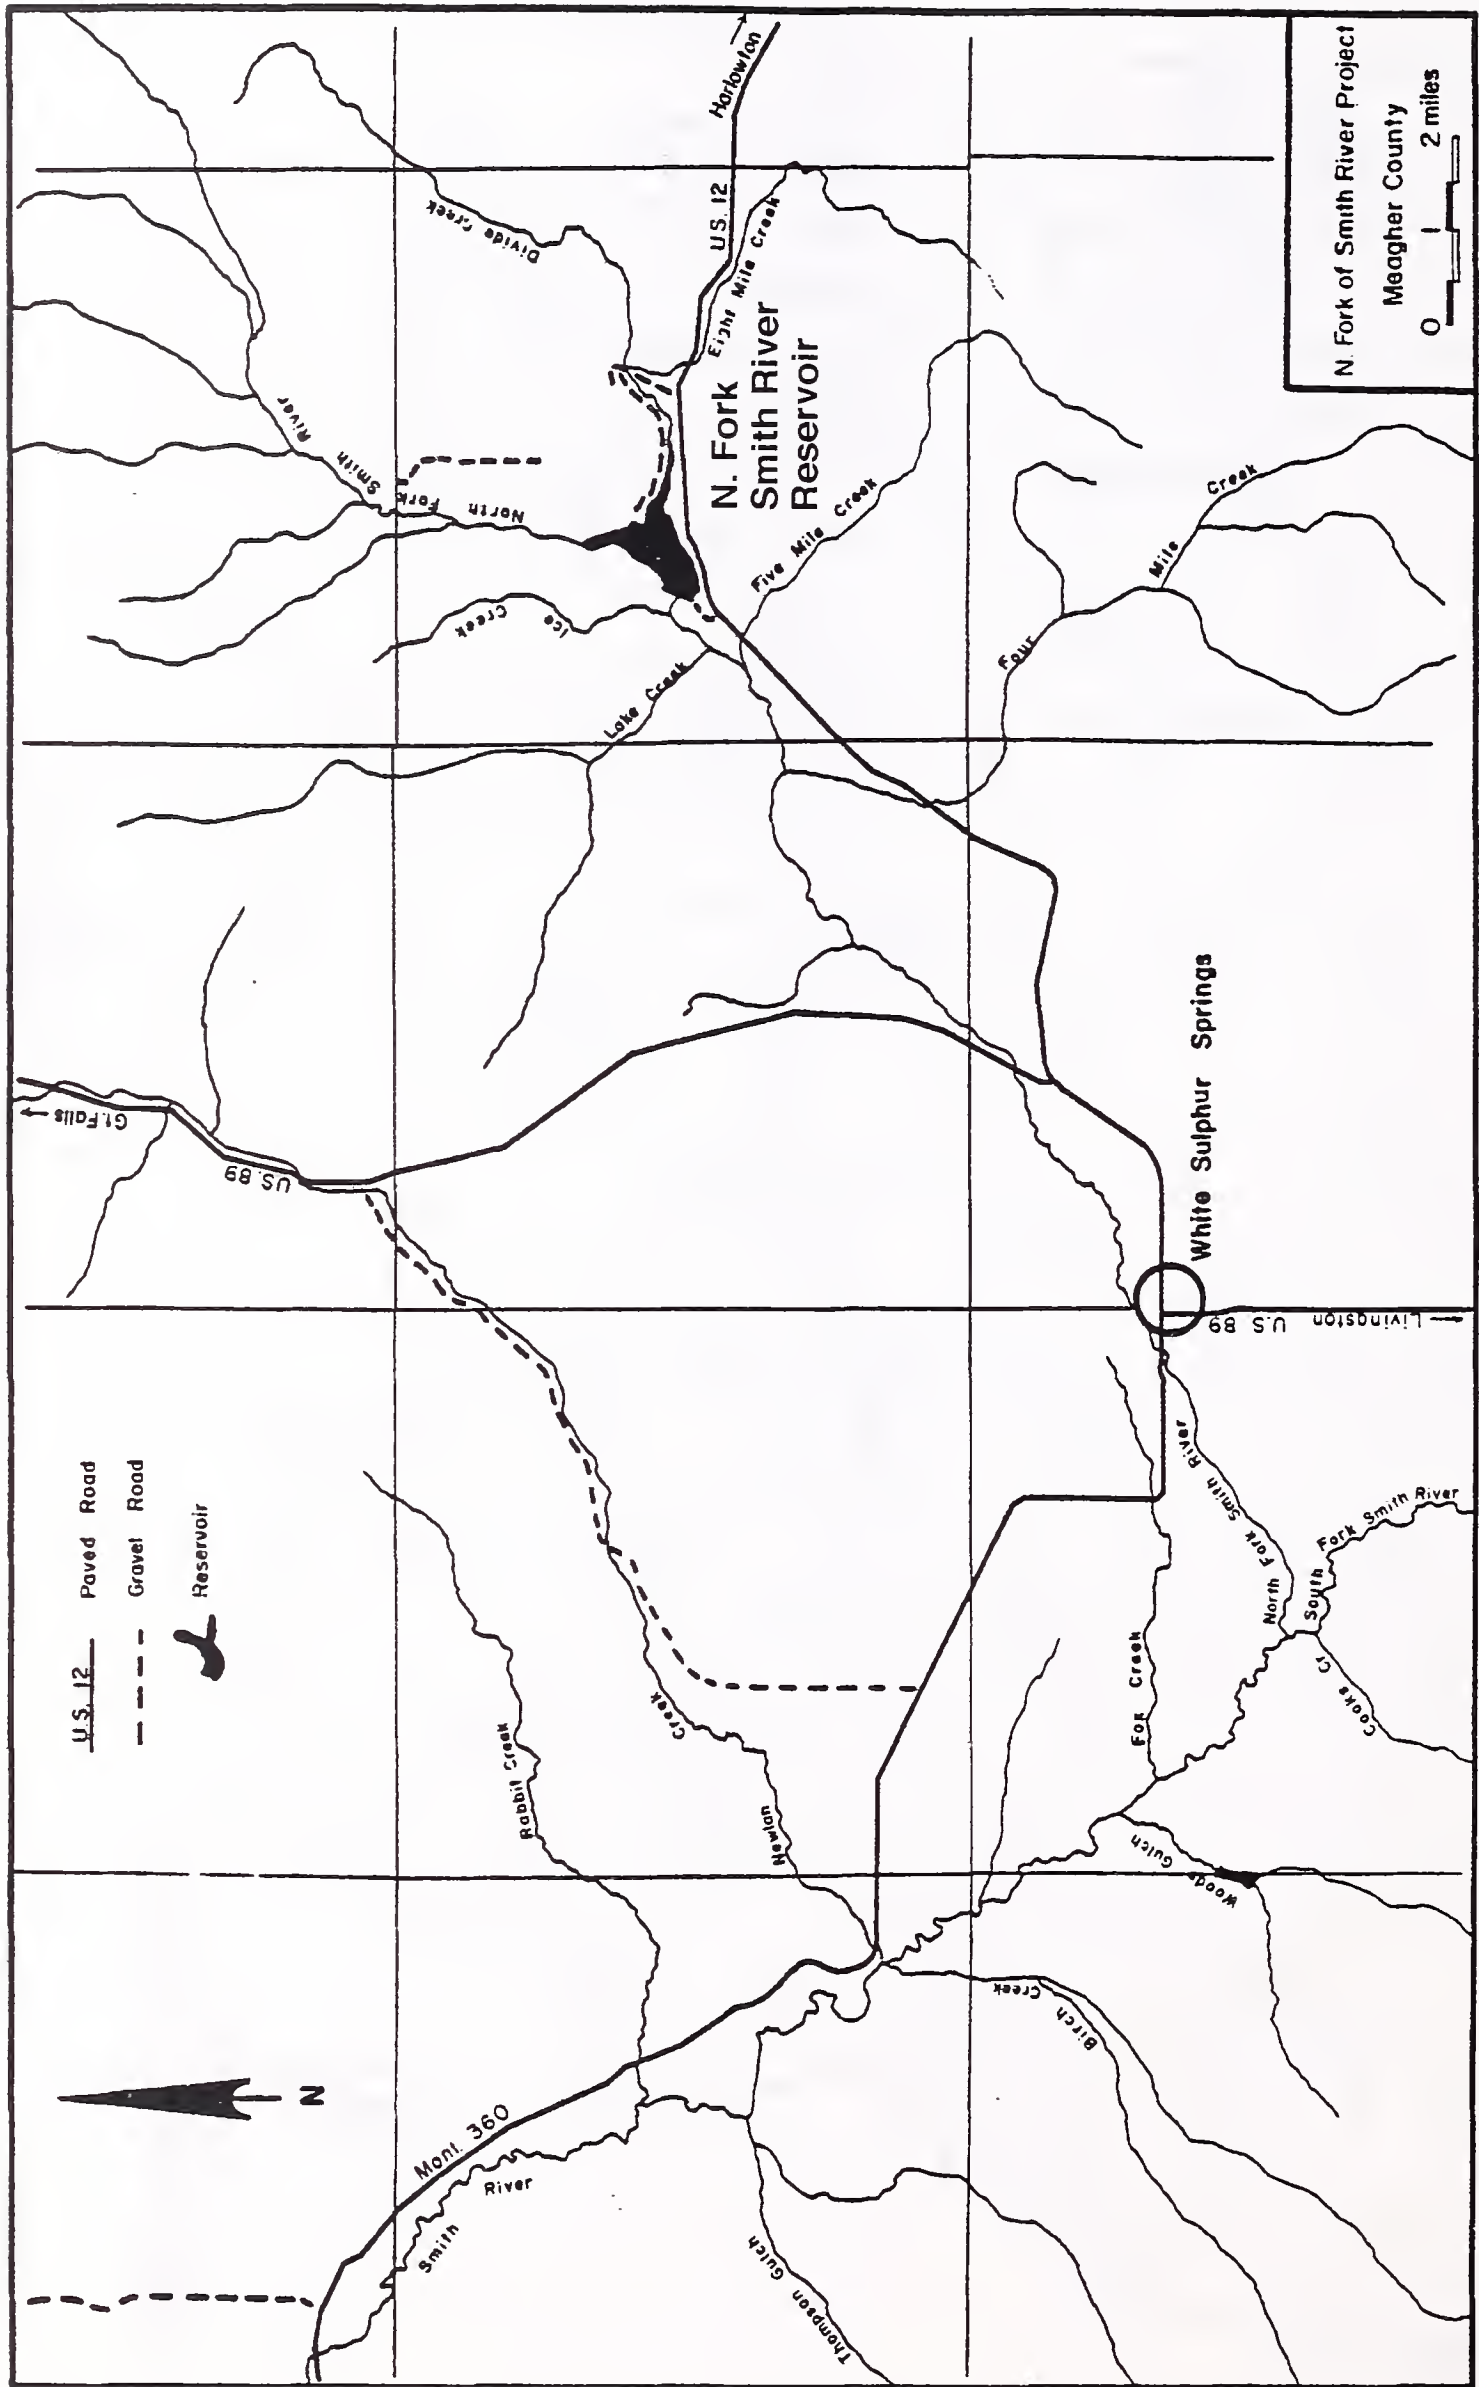 U.S. 12 Paved Road
Gravel Road
Reservoir
N
Gt. Falls
U.S. 89
Mont. 360
Smith
River
Rabbit Creek
Newlan
Creek
Thompson Gulch
Birch
Creek
Woods
Gulch
Fox Creek
Cooks Cr
North Fork Smith River
South Fork Smith River
White Sulphur Springs
U.S 89
Livingston
Lake Creek
Ice
Creek
North
Fork
Smith
River
Divide Creek
Harlowton
U.S. 12
Eight Mile Creek
N. Fork
Smith River
Reservoir
Five Mile Creek
Four
Mile
Creek
N. Fork of Smith River Project
Meagher County
0 1 2 miles